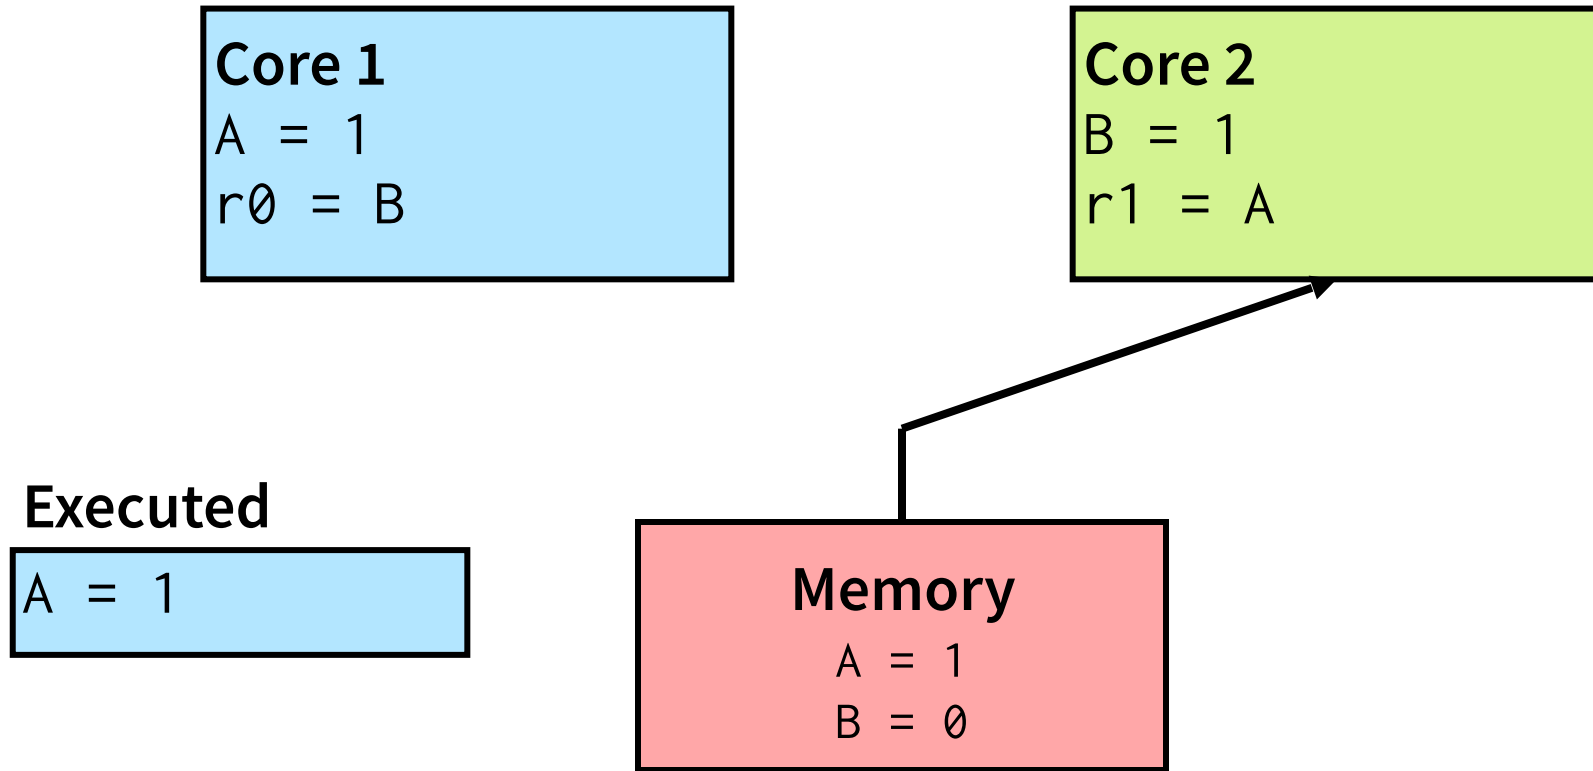 Core 1
A = 1
r0 = B
Core 2
B = 1
r1 = A
Executed
A = 1
Memory
A = 1
B = 0